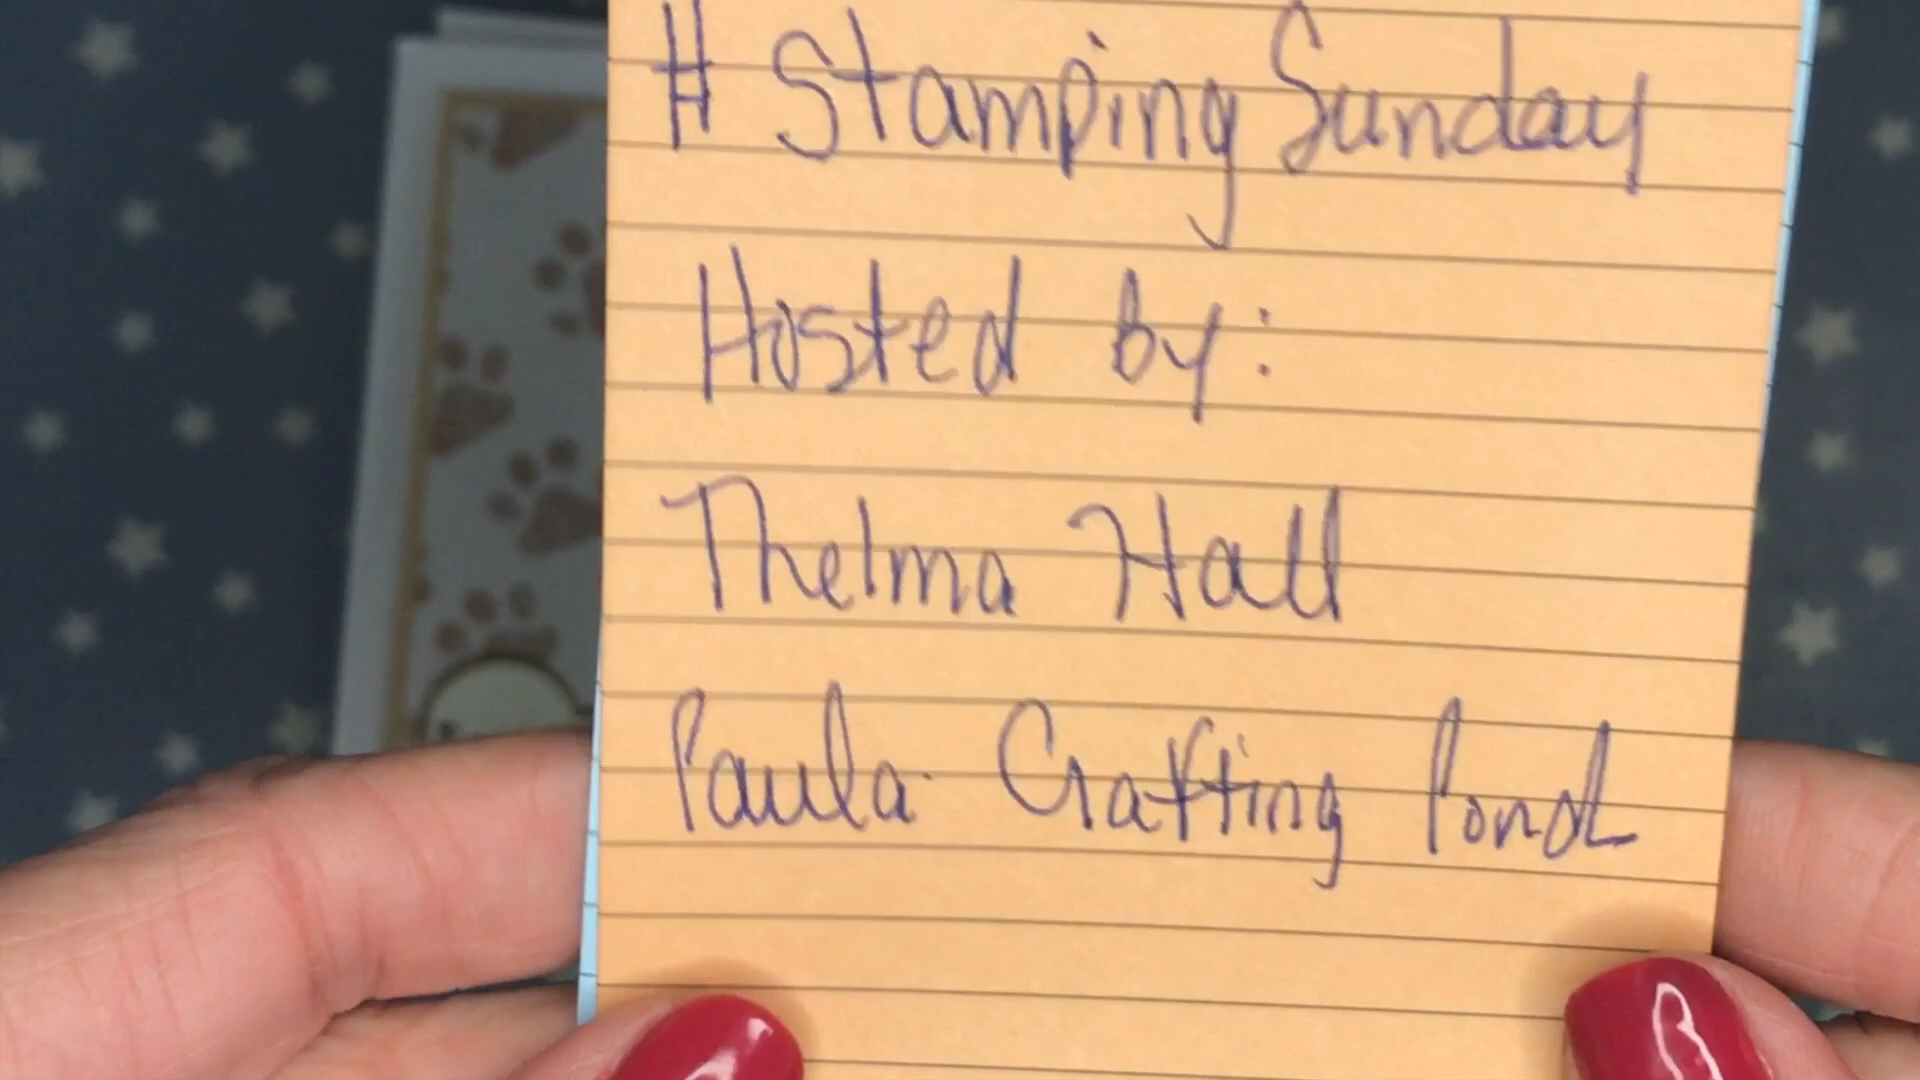 # Stamping Sunday
Hosted by:
Thelma Hall
Paula Crafting Pond